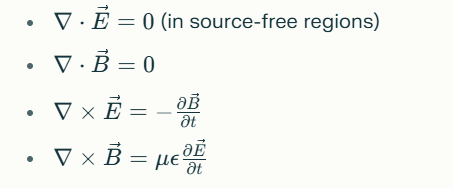 • ∇ · E⃗ = 0 (in source-free regions)
• ∇ · B⃗ = 0
• ∇ × E⃗ = −∂B⃗/∂t
• ∇ × B⃗ = μϵ ∂E⃗/∂t